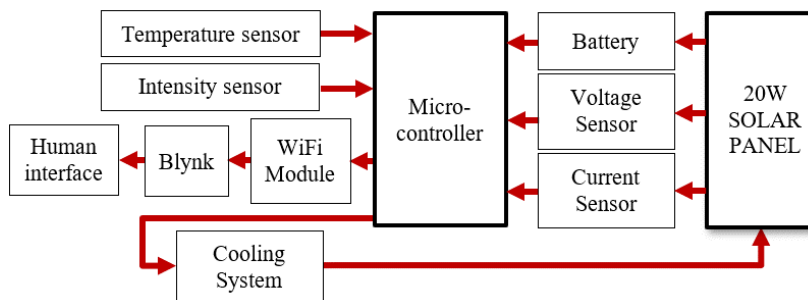 Temperature sensor
Intensity sensor
Human
interface
Blynk
WiFi
Module
Micro-
controller
Battery
Voltage
Sensor
Current
Sensor
20W
SOLAR
PANEL
Cooling
System